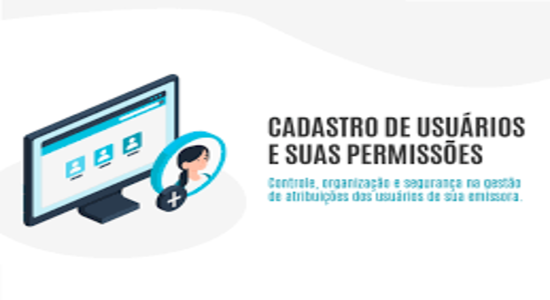 CADASTRO DE USUÁRIOS
E SUAS PERMISSÕES
Controle, organização e segurança na gestão
de atribuições dos usuários de sua emissora.